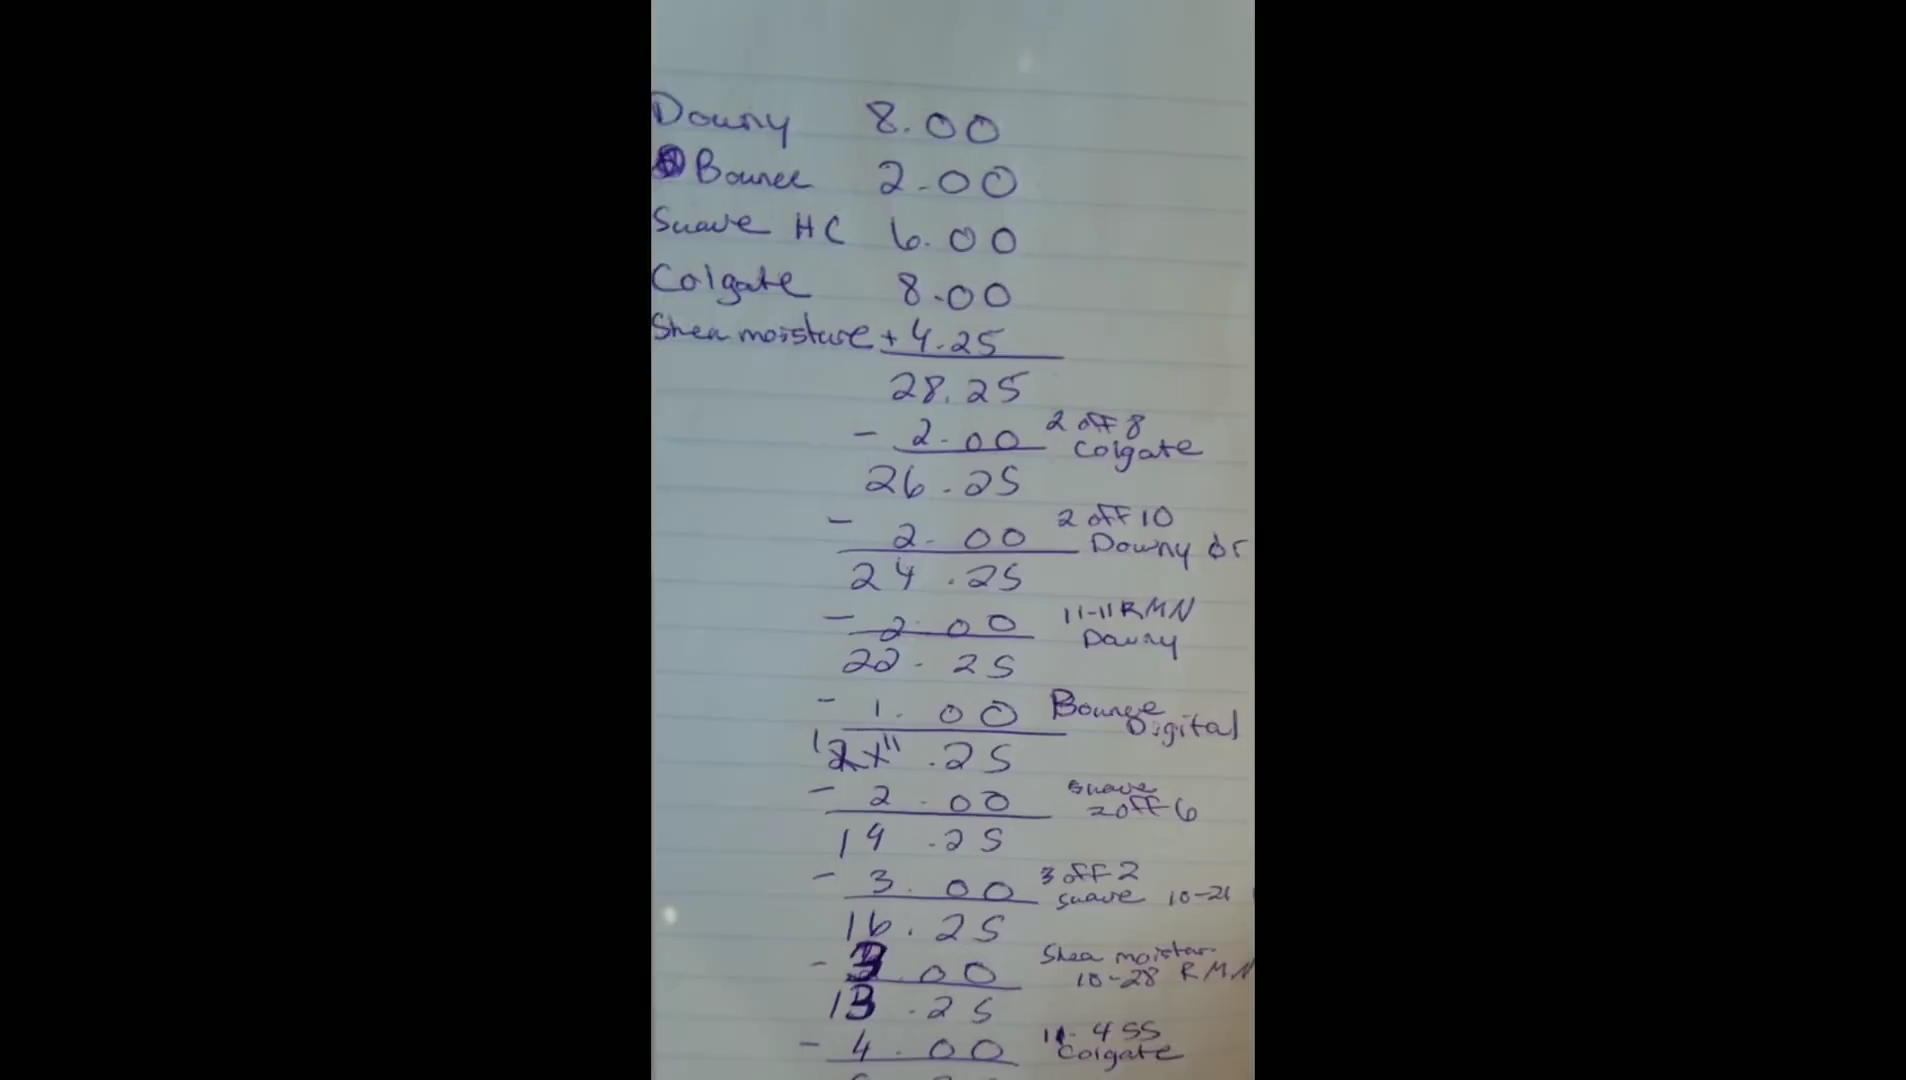 Downy 8.00
Bounce 2.00
Suave HC 6.00
Colgate 8.00
Shea moisture + 4.25
28.25
- 2.00 2 off 8
Colgate
26.25
- 2.00 2 off 10
Downy or
24.25
- 2.00 11-11 RMN
Downy
22.25
- 1.00 Bounce
Digital
21.25
- 2.00 Suave
2 off 6
19.25
- 3.00 3 off 2
Suave 10-21
16.25
- 3.00 Shea moistur
10-28 RMN
13.25
- 4.00 11-4 SS
Colgate